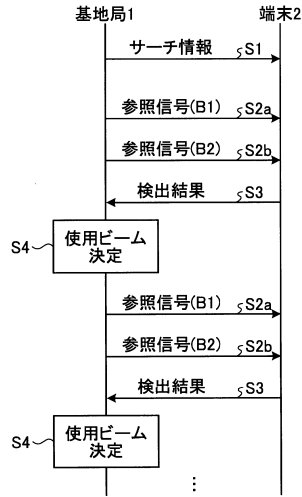 基地局1 端末2
サーチ情報 S1
参照信号(B1) S2a
参照信号(B2) S2b
検出結果 S3
S4 使用ビーム
決定
参照信号(B1) S2a
参照信号(B2) S2b
検出結果 S3
S4 使用ビーム
決定
⋮